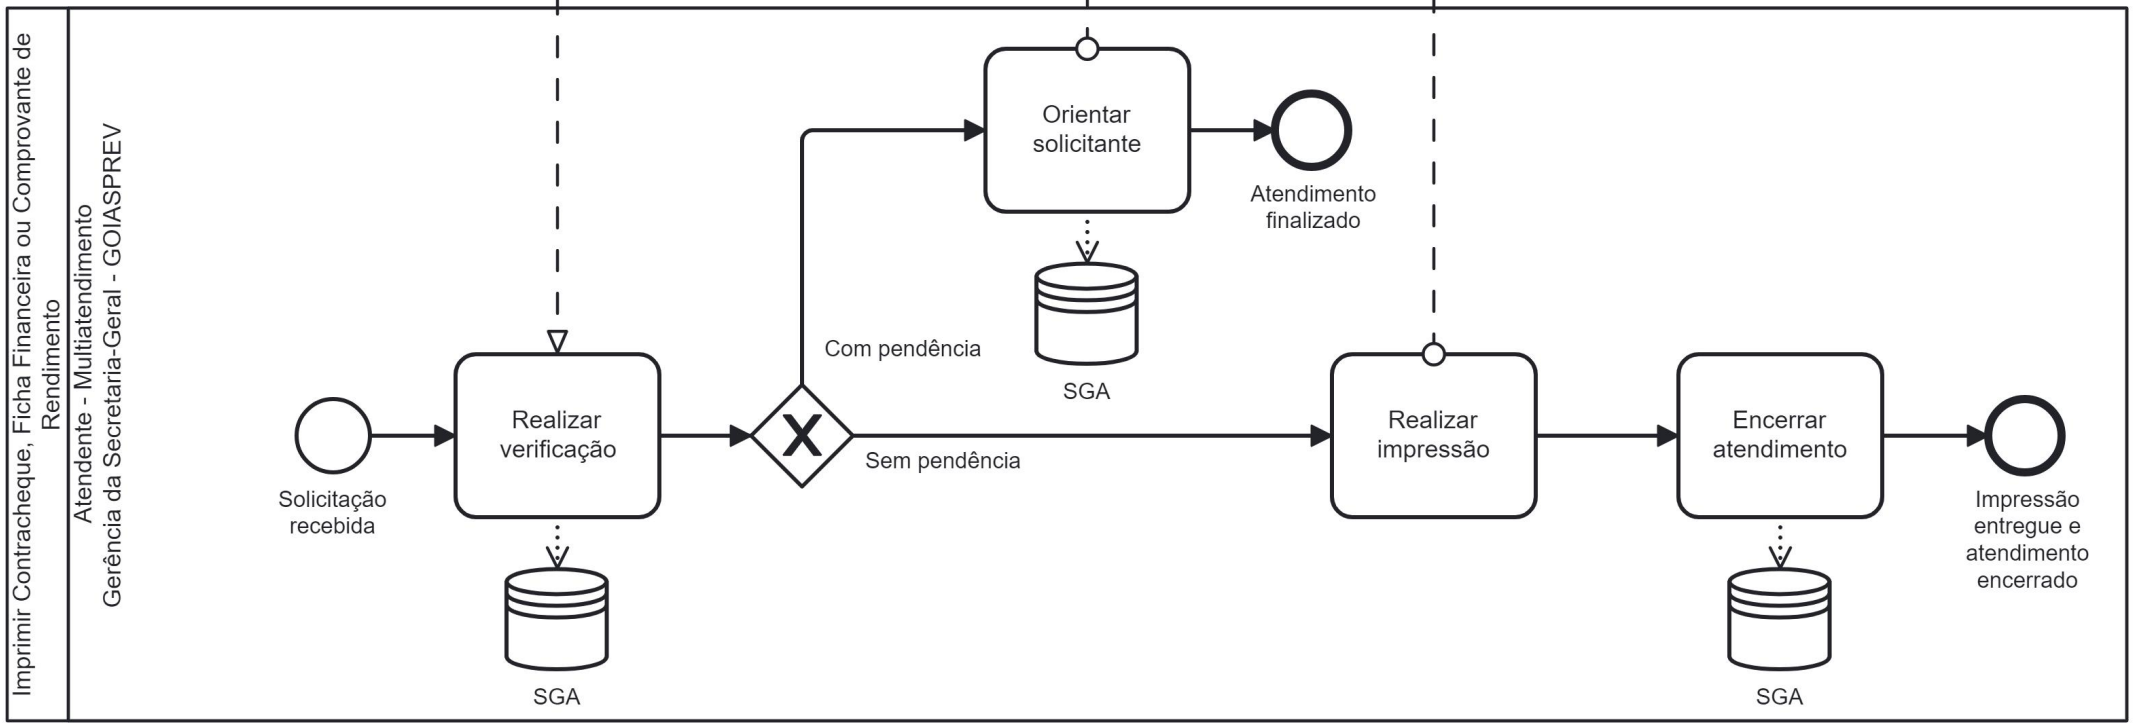 Imprimir Contracheque, Ficha Financeira ou Comprovante de
Rendimento
Atendente - Multiatendimento
Gerência da Secretaria-Geral - GOIASPREV
Solicitação
recebida
Realizar
verificação
SGA
X
Com pendência
Sem pendência
Orientar
solicitante
SGA
Atendimento
finalizado
Realizar
impressão
Encerrar
atendimento
SGA
Impressão
entregue e
atendimento
encerrado